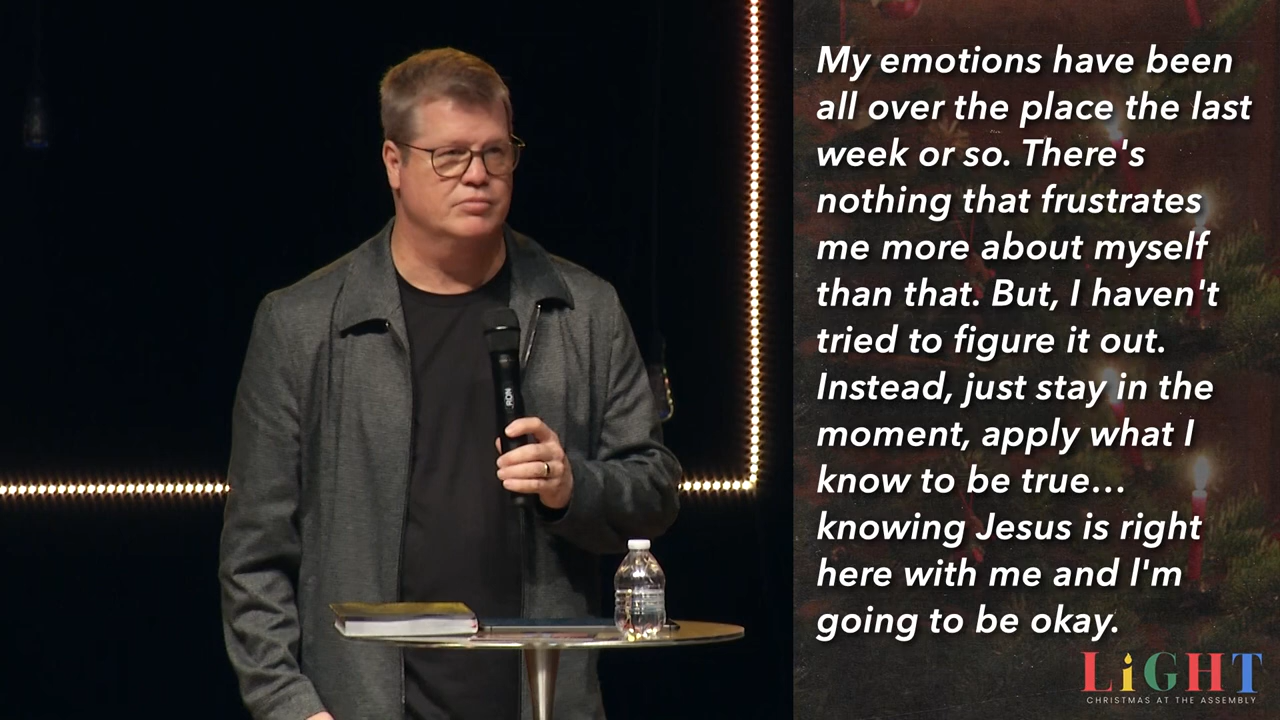 My emotions have been
all over the place the last
week or so. There's
nothing that frustrates
me more about myself
than that. But, I haven't
tried to figure it out.
Instead, just stay in the
moment, apply what I
know to be true…
knowing Jesus is right
here with me and I'm
going to be okay.
LiGHT
CHRISTMAS AT THE ASSEMBLY